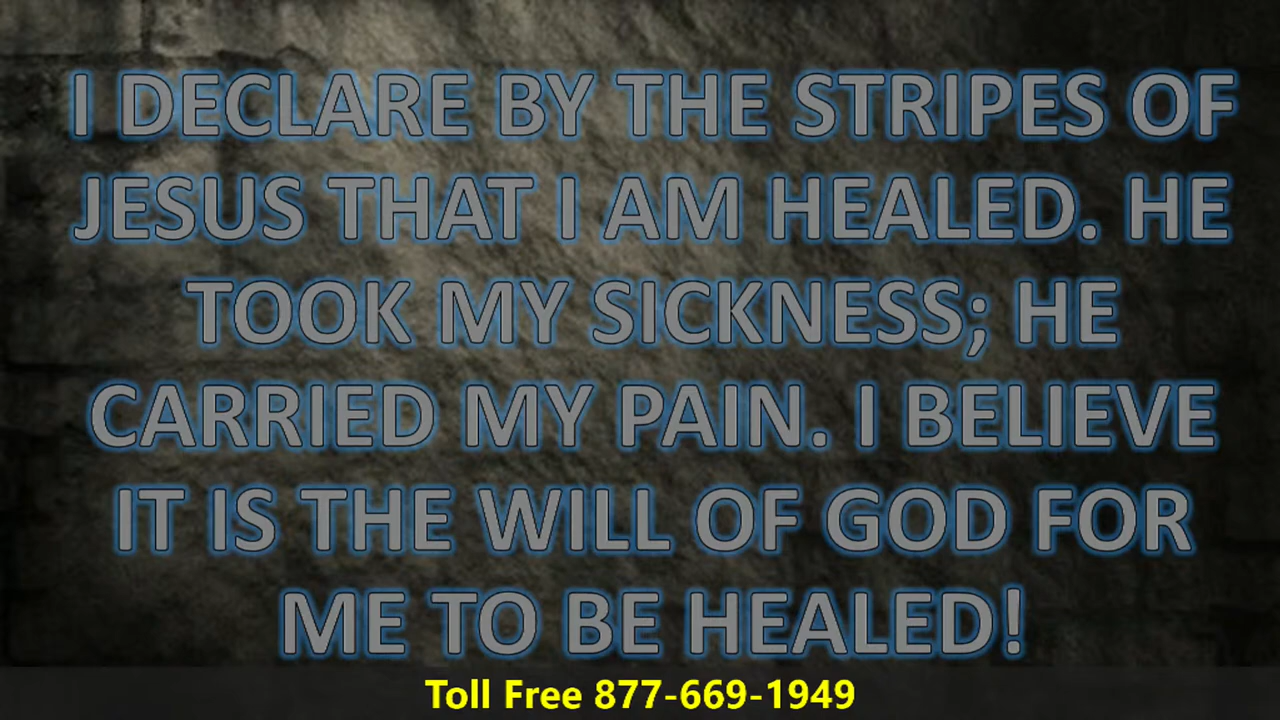 I DECLARE BY THE STRIPES OF
JESUS THAT I AM HEALED. HE
TOOK MY SICKNESS; HE
CARRIED MY PAIN. I BELIEVE
IT IS THE WILL OF GOD FOR
ME TO BE HEALED!
Toll Free 877-669-1949